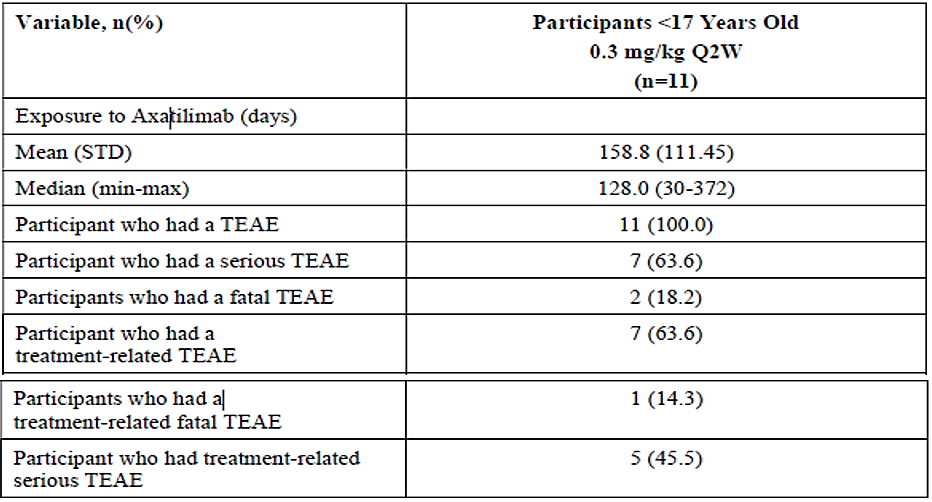 Variable, n(%)
Participants <17 Years Old
0.3 mg/kg Q2W
(n=11)
Exposure to Axatilimab (days)
Mean (STD)
158.8 (111.45)
Median (min-max)
128.0 (30-372)
Participant who had a TEAE
11 (100.0)
Participant who had a serious TEAE
7 (63.6)
Participants who had a fatal TEAE
2 (18.2)
Participant who had a
treatment-related TEAE
7 (63.6)
Participants who had a
treatment-related fatal TEAE
1 (14.3)
Participant who had treatment-related
serious TEAE
5 (45.5)